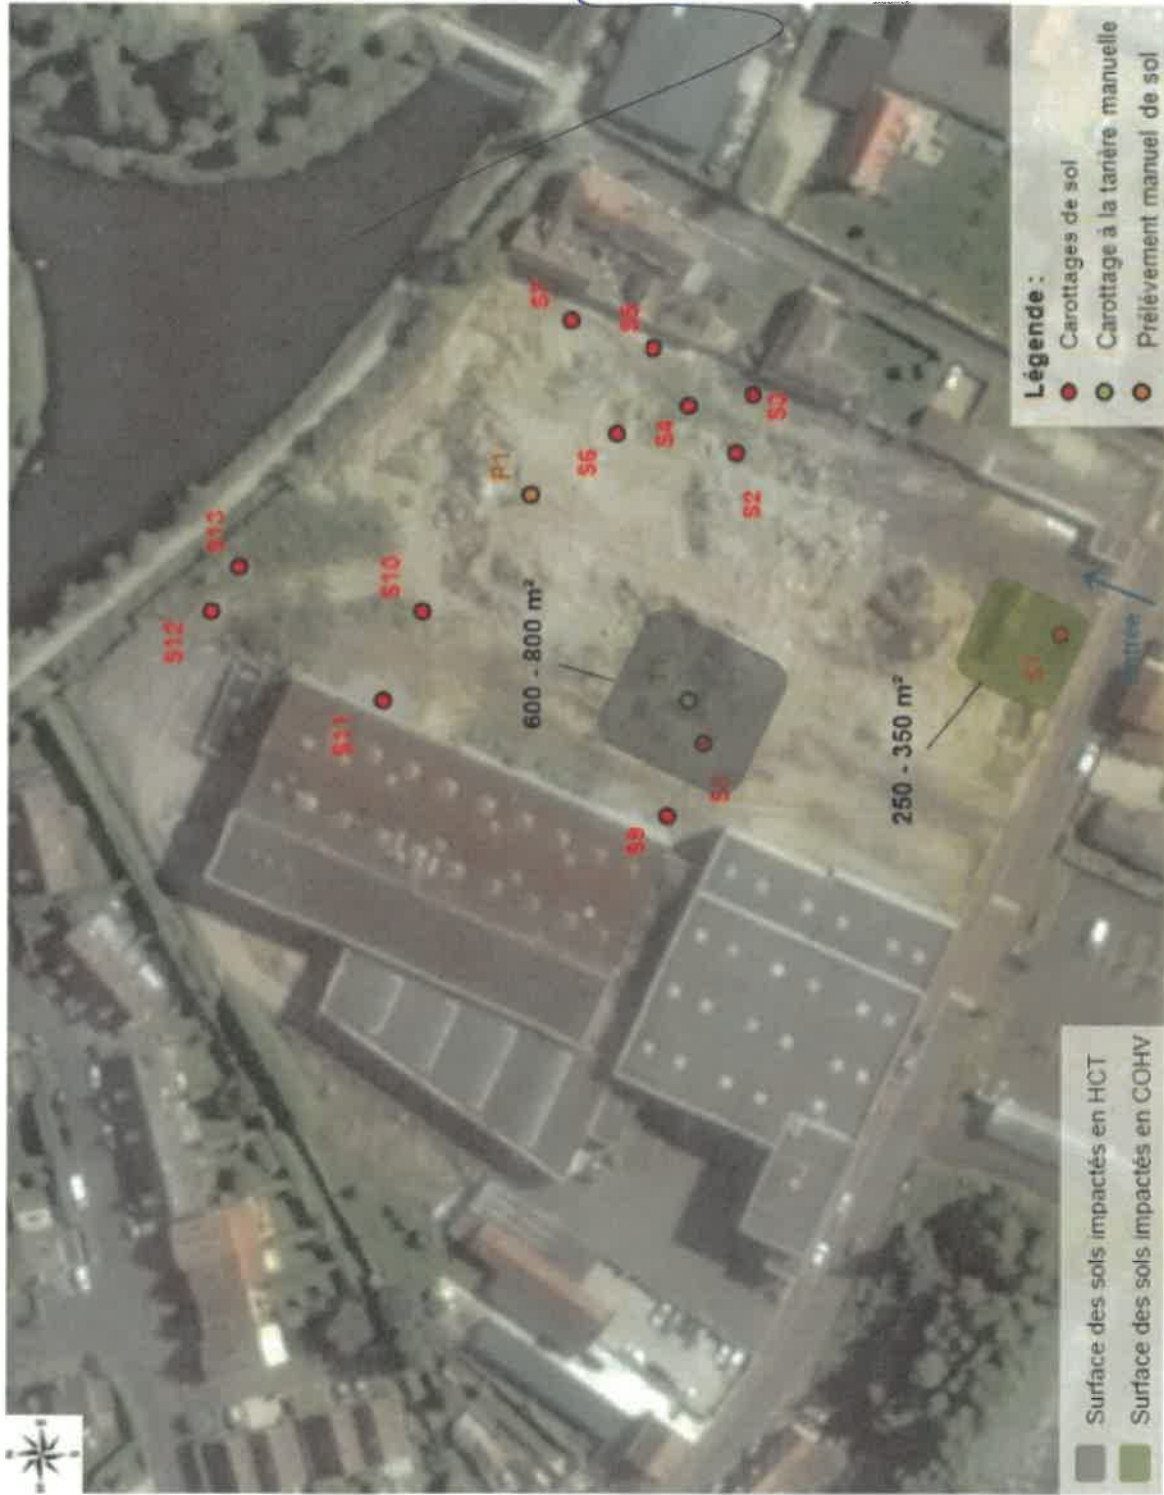 S12
S13
S11
S10
P1
600 - 800 m²
S7
S6
S5
S9
S4
S8
S2
S3
250 - 350 m²
S1
entrée
Légende :
Carottages de sol
Carottage à la tarière manuelle
Prélèvement manuel de sol
Surface des sols impactés en HCT
Surface des sols impactés en COHV